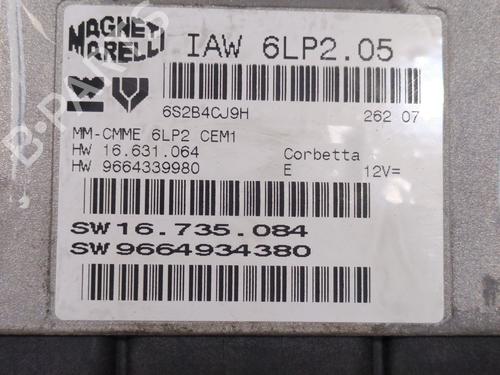 MAGNETI MARELLI
IAW 6LP2.05
6S2B4CJ9H 262 07
MM-CMME 6LP2 CEM1
HW 16.631.064 Corbetta
HW 9664339980 E 12V=
SW 16.735.084
SW 9664934380
B-PARTS